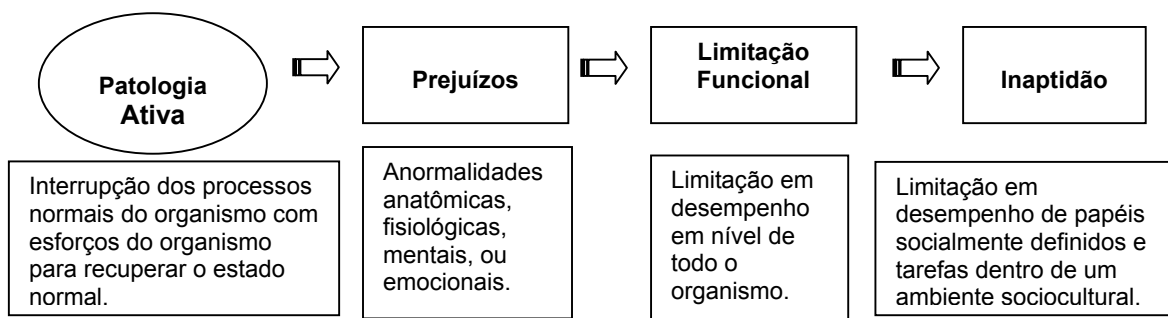 Patologia
Ativa
Prejuízos
Limitação
Funcional
Inaptidão
Interrupção dos processos
normais do organismo com
esforços do organismo
para recuperar o estado
normal.
Anormalidades
anatômicas,
fisiológicas,
mentais, ou
emocionais.
Limitação em
desempenho
em nível de
todo o
organismo.
Limitação em
desempenho de papéis
socialmente definidos e
tarefas dentro de um
ambiente sociocultural.